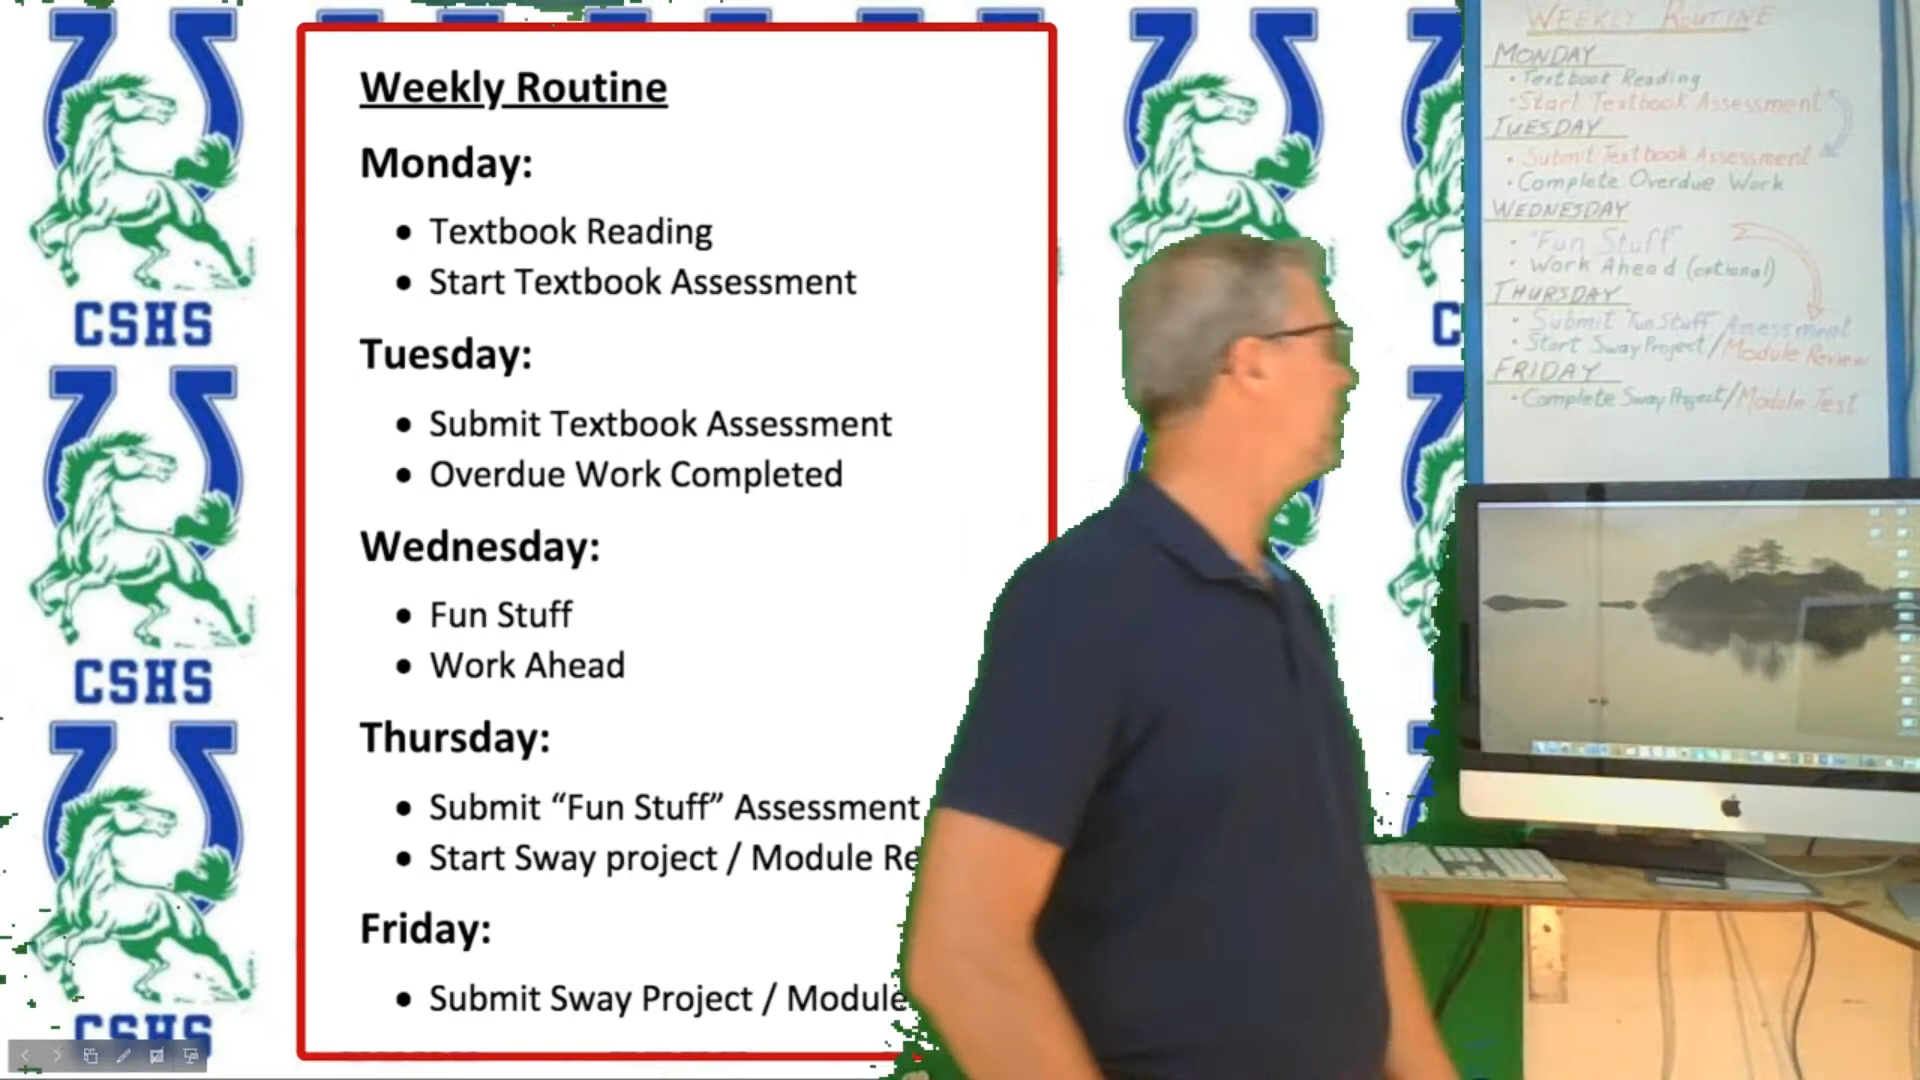 Weekly Routine
Monday:
• Textbook Reading
• Start Textbook Assessment
Tuesday:
• Submit Textbook Assessment
• Overdue Work Completed
Wednesday:
• Fun Stuff
• Work Ahead
Thursday:
• Submit “Fun Stuff” Assessment
• Start Sway project / Module Re
Friday:
• Submit Sway Project / Module
CSHS
CSHS
CSHS
C
WEEKLY ROUTINE
MONDAY
• Textbook Reading
• Start Textbook Assessment
TUESDAY
• Submit Textbook Assessment
• Complete Overdue Work
WEDNESDAY
• "Fun Stuff"
• Work Ahead (optional)
THURSDAY
• Submit "Fun Stuff" Assessment
• Start Sway Project/Module Review
FRIDAY
• Complete Sway Project/Module Test